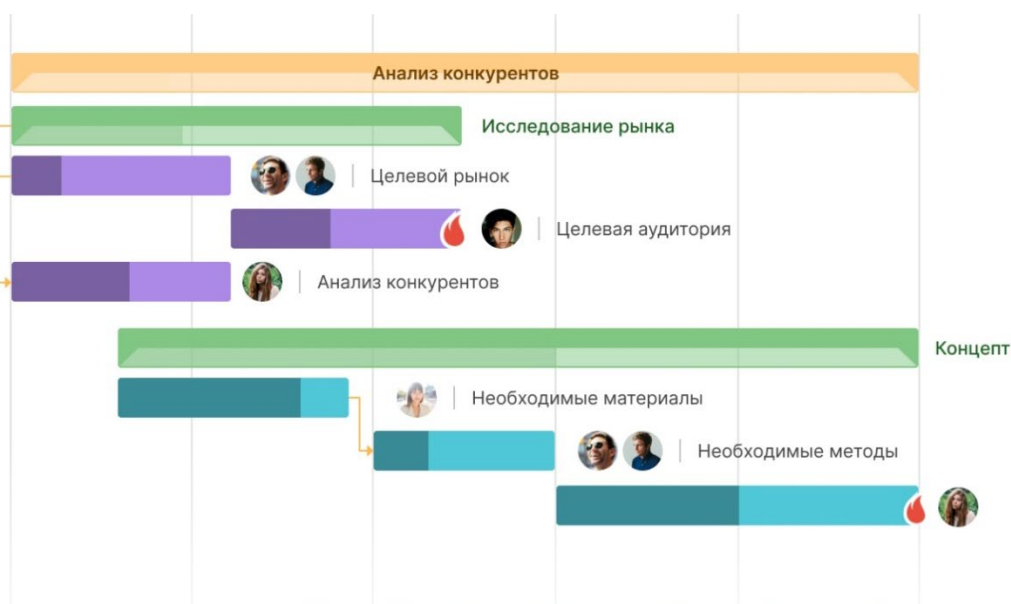 Анализ конкурентов
Исследование рынка
Целевой рынок
Целевая аудитория
Анализ конкурентов
Концепт
Необходимые материалы
Необходимые методы